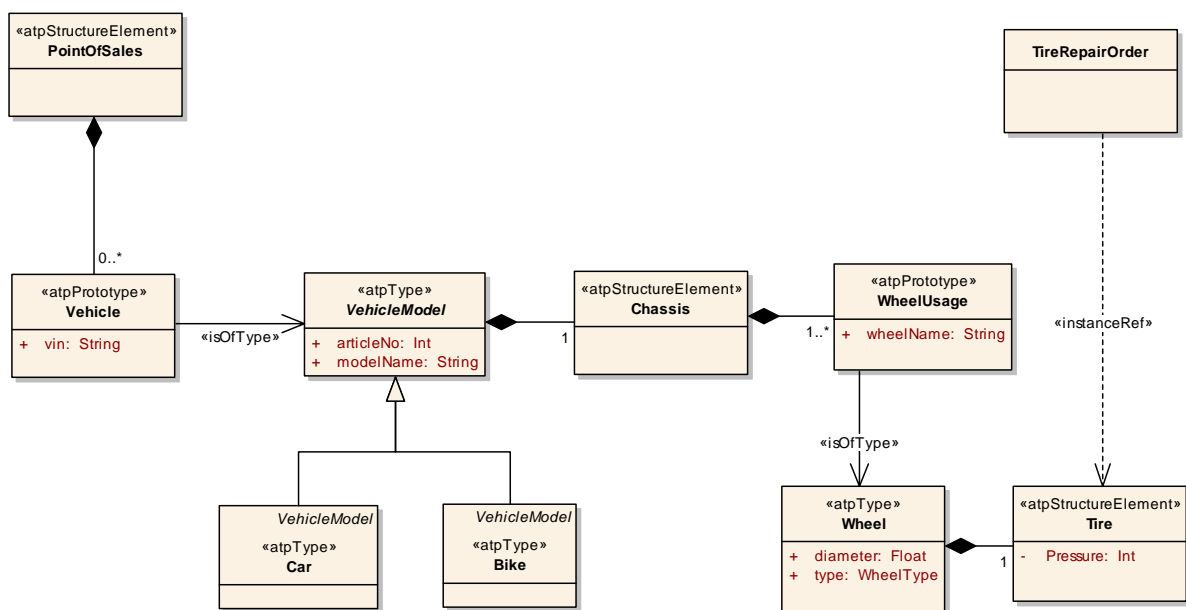 «atpStructureElement»
PointOfSales
TireRepairOrder
0..*
«atpPrototype»
Vehicle
+ vin: String
«isOfType»
«atpType»
VehicleModel
+ articleNo: Int
+ modelName: String
1
«atpStructureElement»
Chassis
1..*
«atpPrototype»
WheelUsage
+ wheelName: String
«instanceRef»
«isOfType»
VehicleModel
«atpType»
Car
VehicleModel
«atpType»
Bike
«atpType»
Wheel
+ diameter: Float
+ type: WheelType
1
«atpStructureElement»
Tire
- Pressure: Int